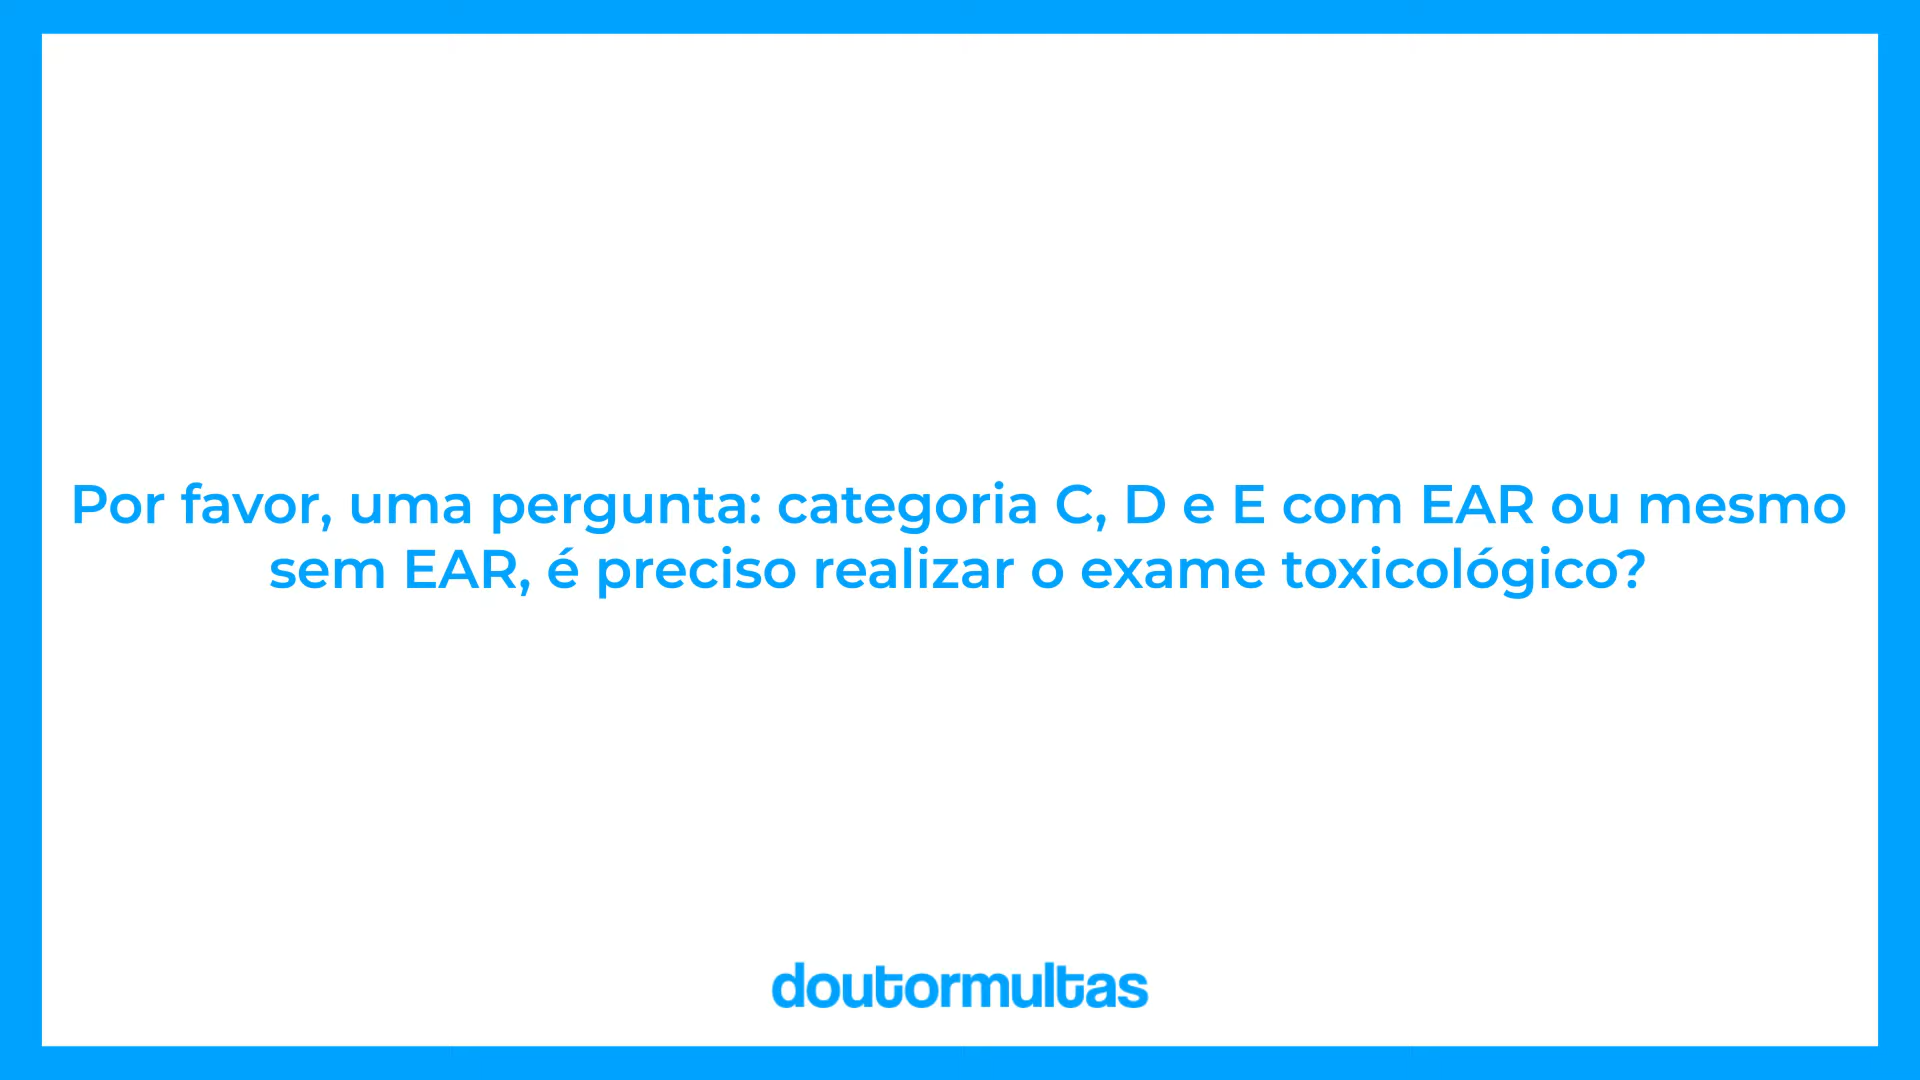 Por favor, uma pergunta: categoria C, D e E com EAR ou mesmo
sem EAR, é preciso realizar o exame toxicológico?
doutormultas